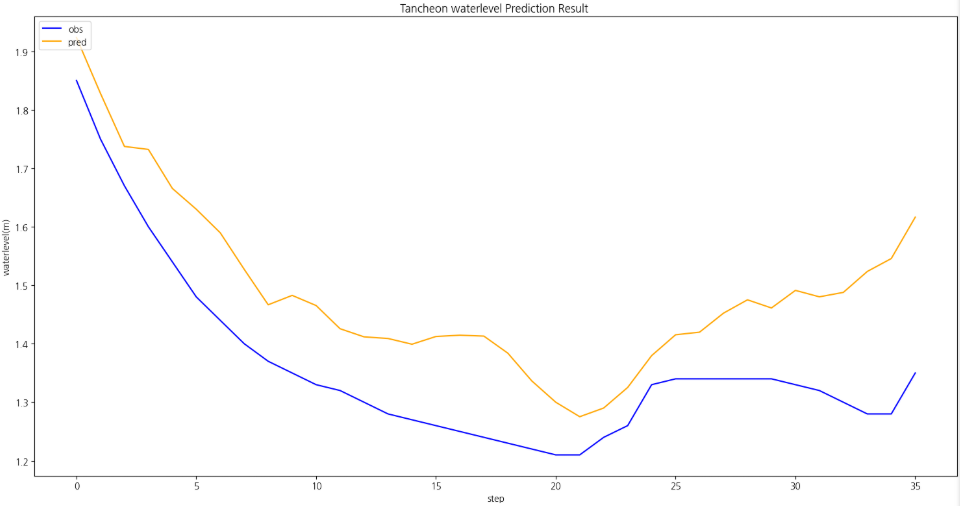 Tancheon waterlevel Prediction Result
obs
pred
waterlevel(m)
1.9
1.8
1.7
1.6
1.5
1.4
1.3
1.2
0 5 10 15 20 25 30 35
step